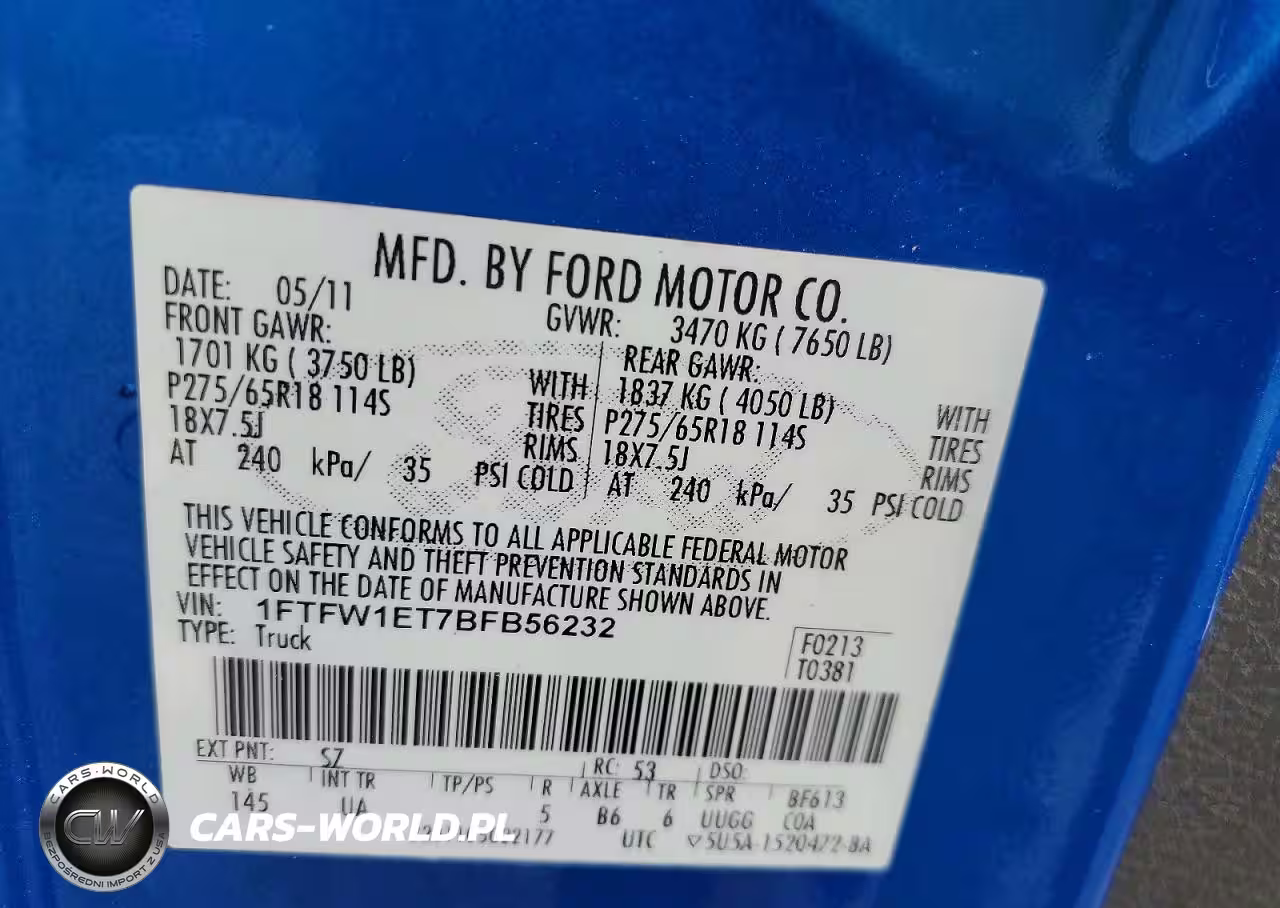 MFD. BY FORD MOTOR CO.
DATE: 05/11 GVWR: 3470 KG ( 7650 LB)
FRONT GAWR: REAR GAWR:
1701 KG ( 3750 LB) WITH 1837 KG ( 4050 LB) WITH
P275/65R18 114S TIRES P275/65R18 114S TIRES
18X7.5J RIMS 18X7.5J RIMS
AT 240 kPa/ 35 PSI COLD AT 240 kPa/ 35 PSI COLD
THIS VEHICLE CONFORMS TO ALL APPLICABLE FEDERAL MOTOR
VEHICLE SAFETY AND THEFT PREVENTION STANDARDS IN
EFFECT ON THE DATE OF MANUFACTURE SHOWN ABOVE.
VIN: 1FTFW1ET7BFB56232
TYPE: Truck
F0213
T0381
EXT PNT: SZ RC: 53 DSO:
WB INT TR TP/PS R AXLE TR SPR BF613
145 UA 5 B6 6 UUGG COA
UTC ▽5U5A-1520472-BA
CARS-WORLD
CW
BEZPOŚREDNI IMPORT Z USA
CARS-WORLD.PL